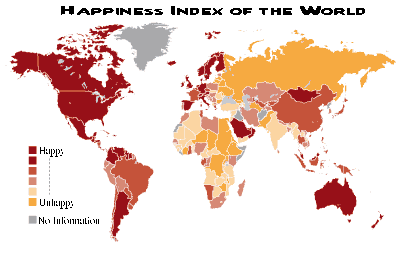 Happiness Index of the World
Happy
Unhappy
No Information